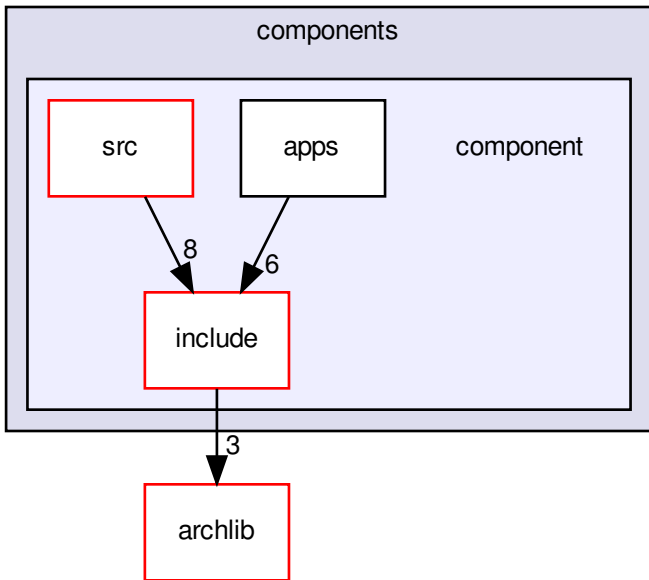 components
src
apps
component
8
6
include
3
archlib